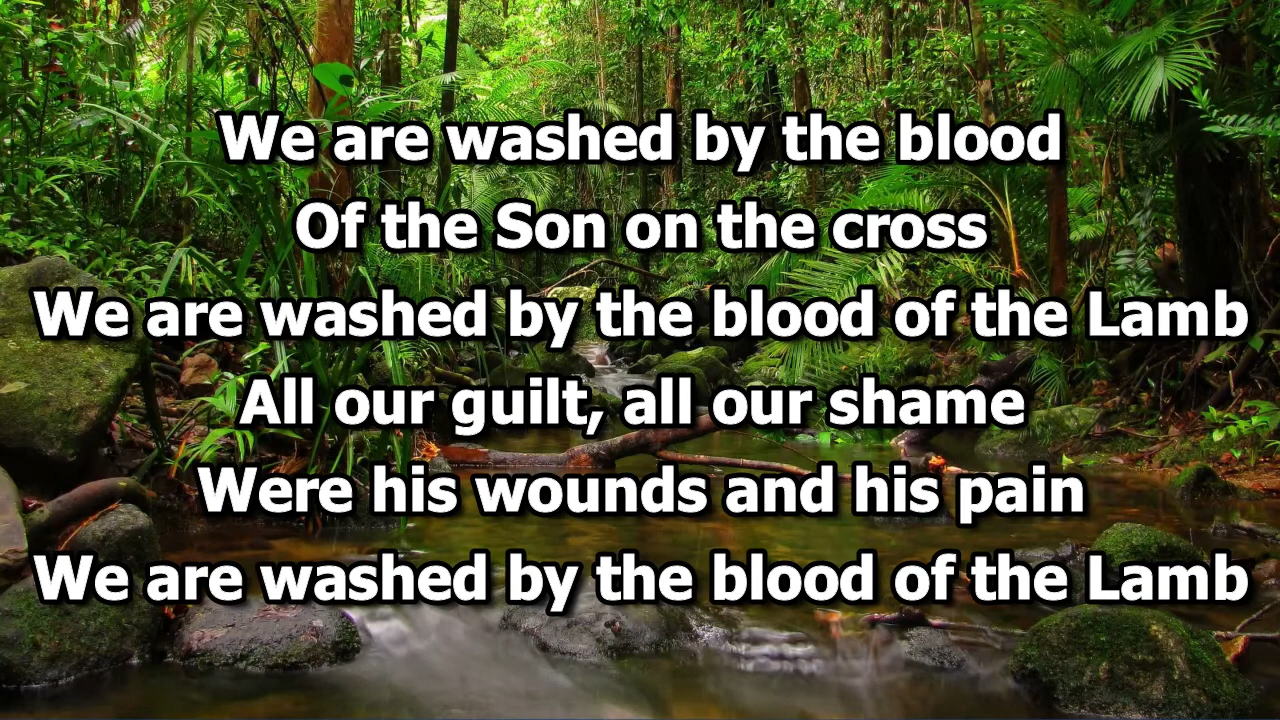 We are washed by the blood
Of the Son on the cross
We are washed by the blood of the Lamb
All our guilt, all our shame
Were his wounds and his pain
We are washed by the blood of the Lamb